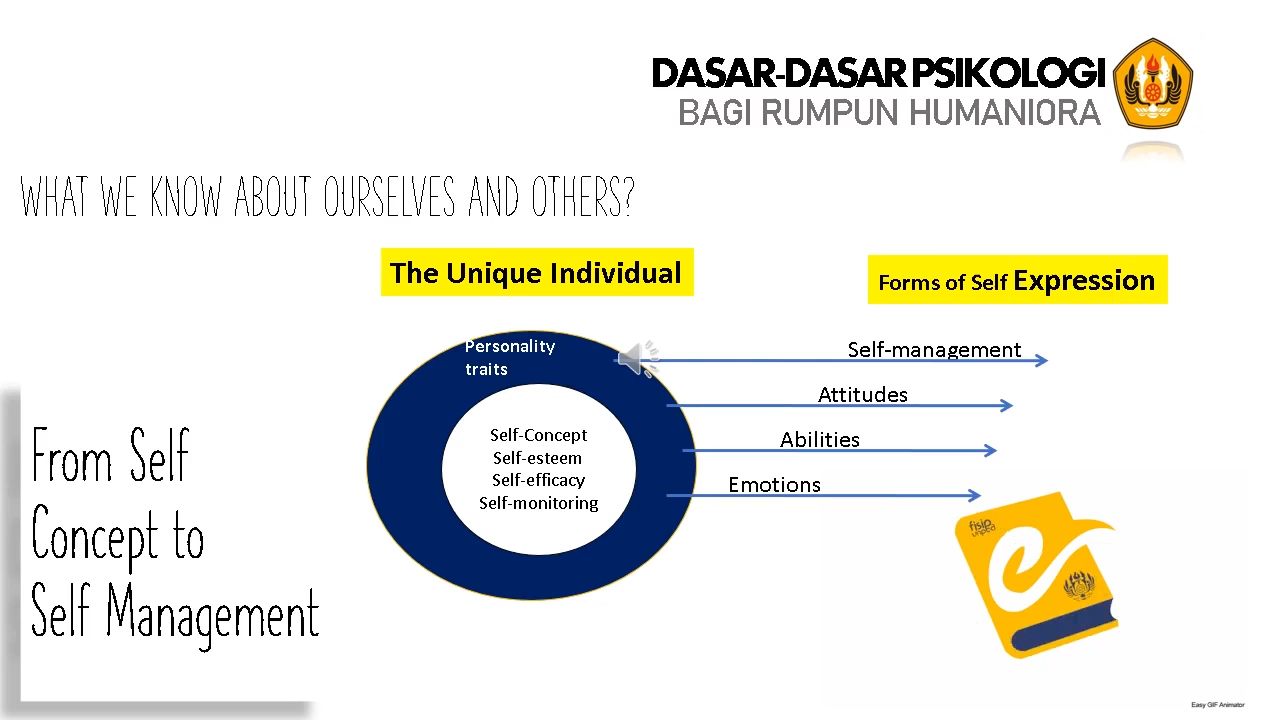 DASAR-DASAR PSIKOLOGI
BAGI RUMPUN HUMANIORA
WHAT WE KNOW ABOUT OURSELVES AND OTHERS?
The Unique Individual
Forms of Self Expression
Personality
traits
Self-Concept
Self-esteem
Self-efficacy
Self-monitoring
Self-management
Attitudes
Abilities
Emotions
From Self
Concept to
Self Management
fisip
unpad
Easy GIF Animator